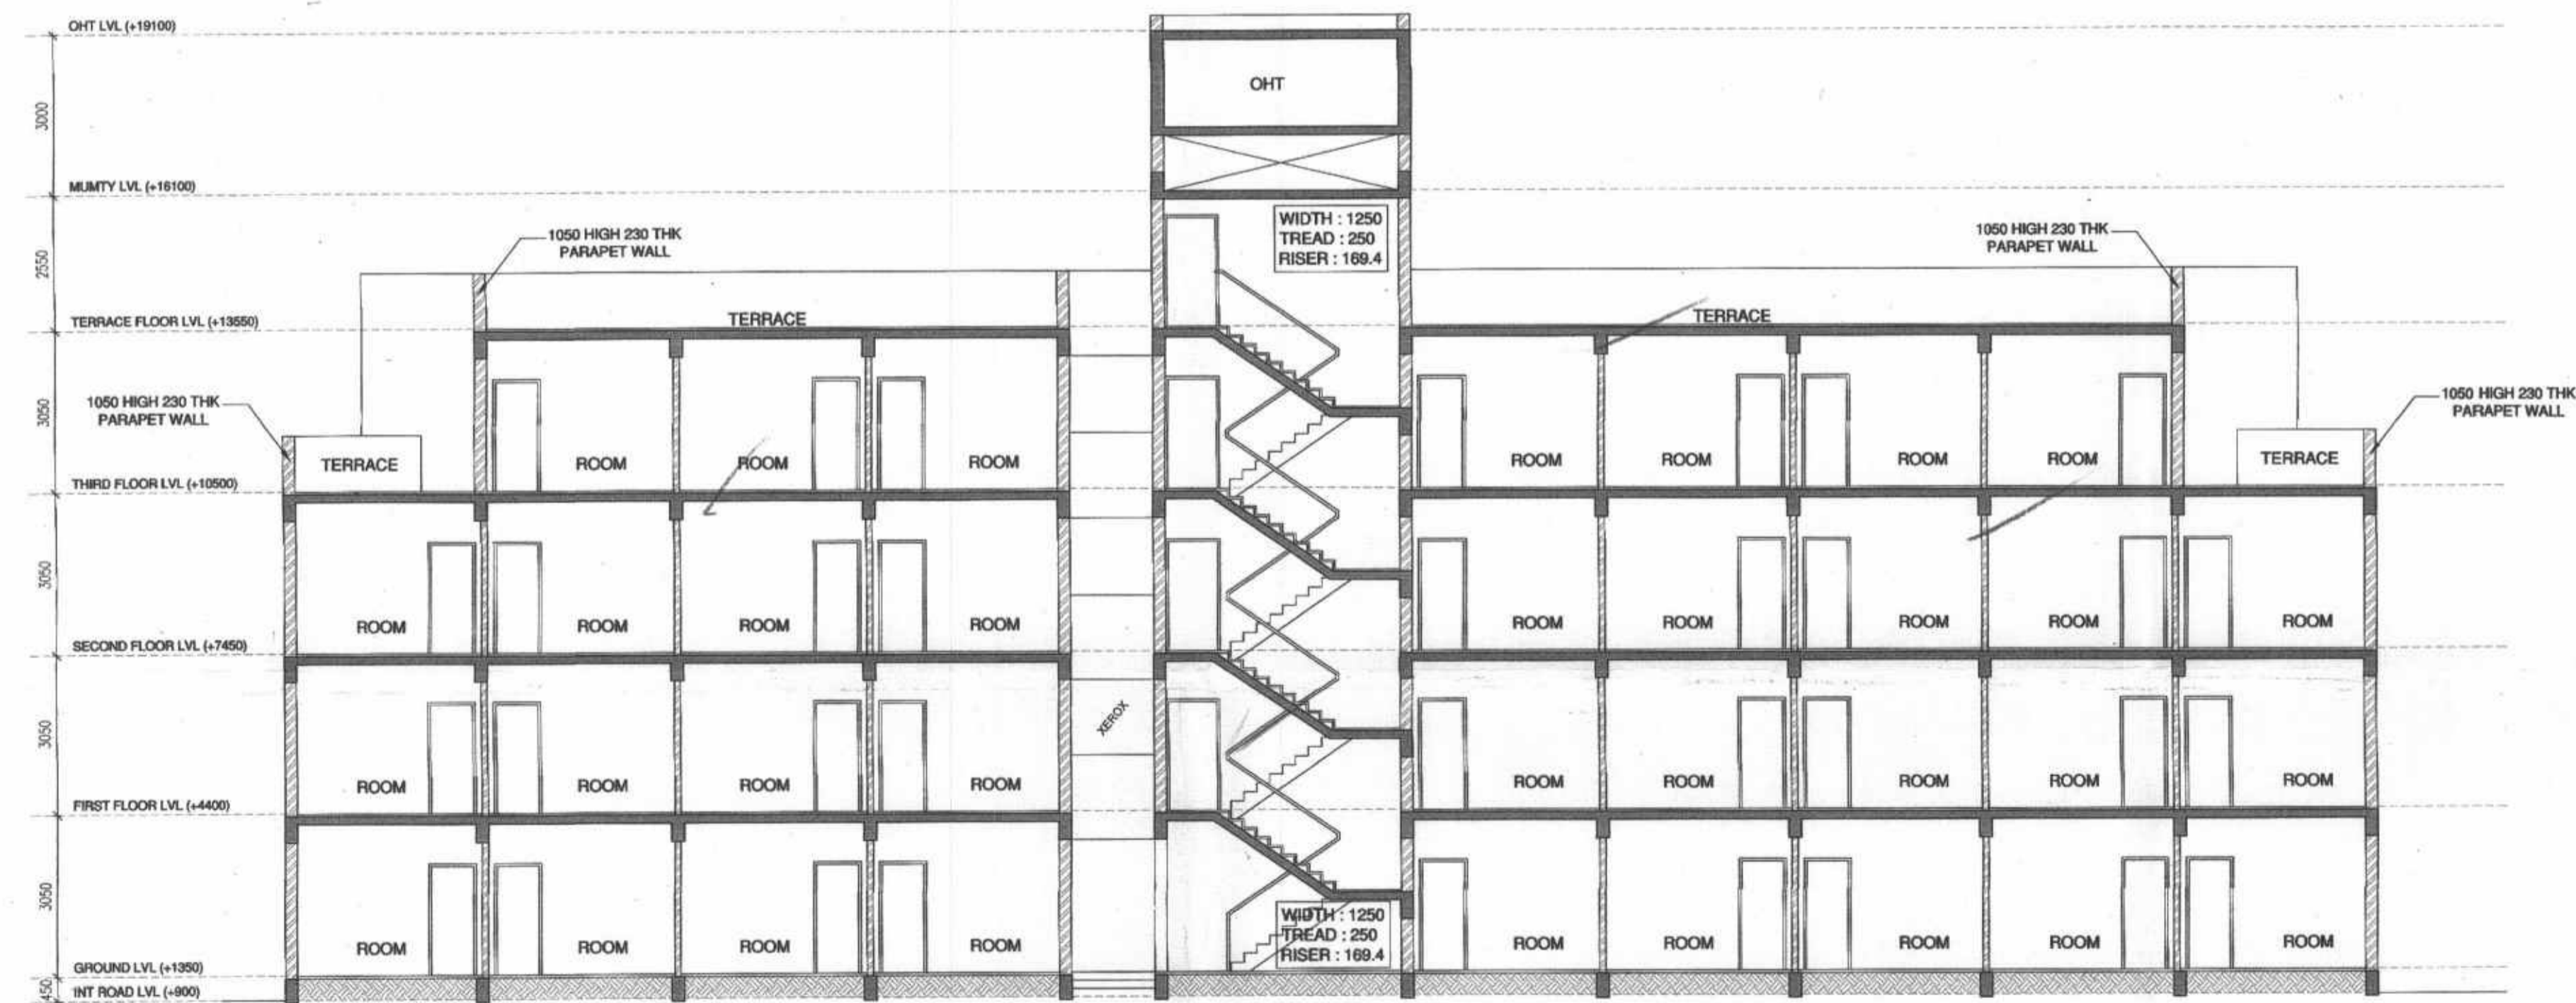 OHT LVL (+19100)
OHT
3000
MUMTY LVL (+16100)
WIDTH : 1250
TREAD : 250
RISER : 169.4
1050 HIGH 230 THK
PARAPET WALL
1050 HIGH 230 THK
PARAPET WALL
2550
TERRACE FLOOR LVL (+13550)
TERRACE
TERRACE
1050 HIGH 230 THK
PARAPET WALL
1050 HIGH 230 THK
PARAPET WALL
3050
TERRACE
ROOM
ROOM
ROOM
ROOM
ROOM
ROOM
ROOM
TERRACE
THIRD FLOOR LVL (+10500)
3050
ROOM
ROOM
ROOM
ROOM
ROOM
ROOM
ROOM
ROOM
ROOM
SECOND FLOOR LVL (+7450)
3050
XEROX
ROOM
ROOM
ROOM
ROOM
ROOM
ROOM
ROOM
ROOM
ROOM
FIRST FLOOR LVL (+4400)
3050
WIDTH : 1250
TREAD : 250
RISER : 169.4
ROOM
ROOM
ROOM
ROOM
ROOM
ROOM
ROOM
ROOM
ROOM
GROUND LVL (+1350)
450
INT ROAD LVL (+900)